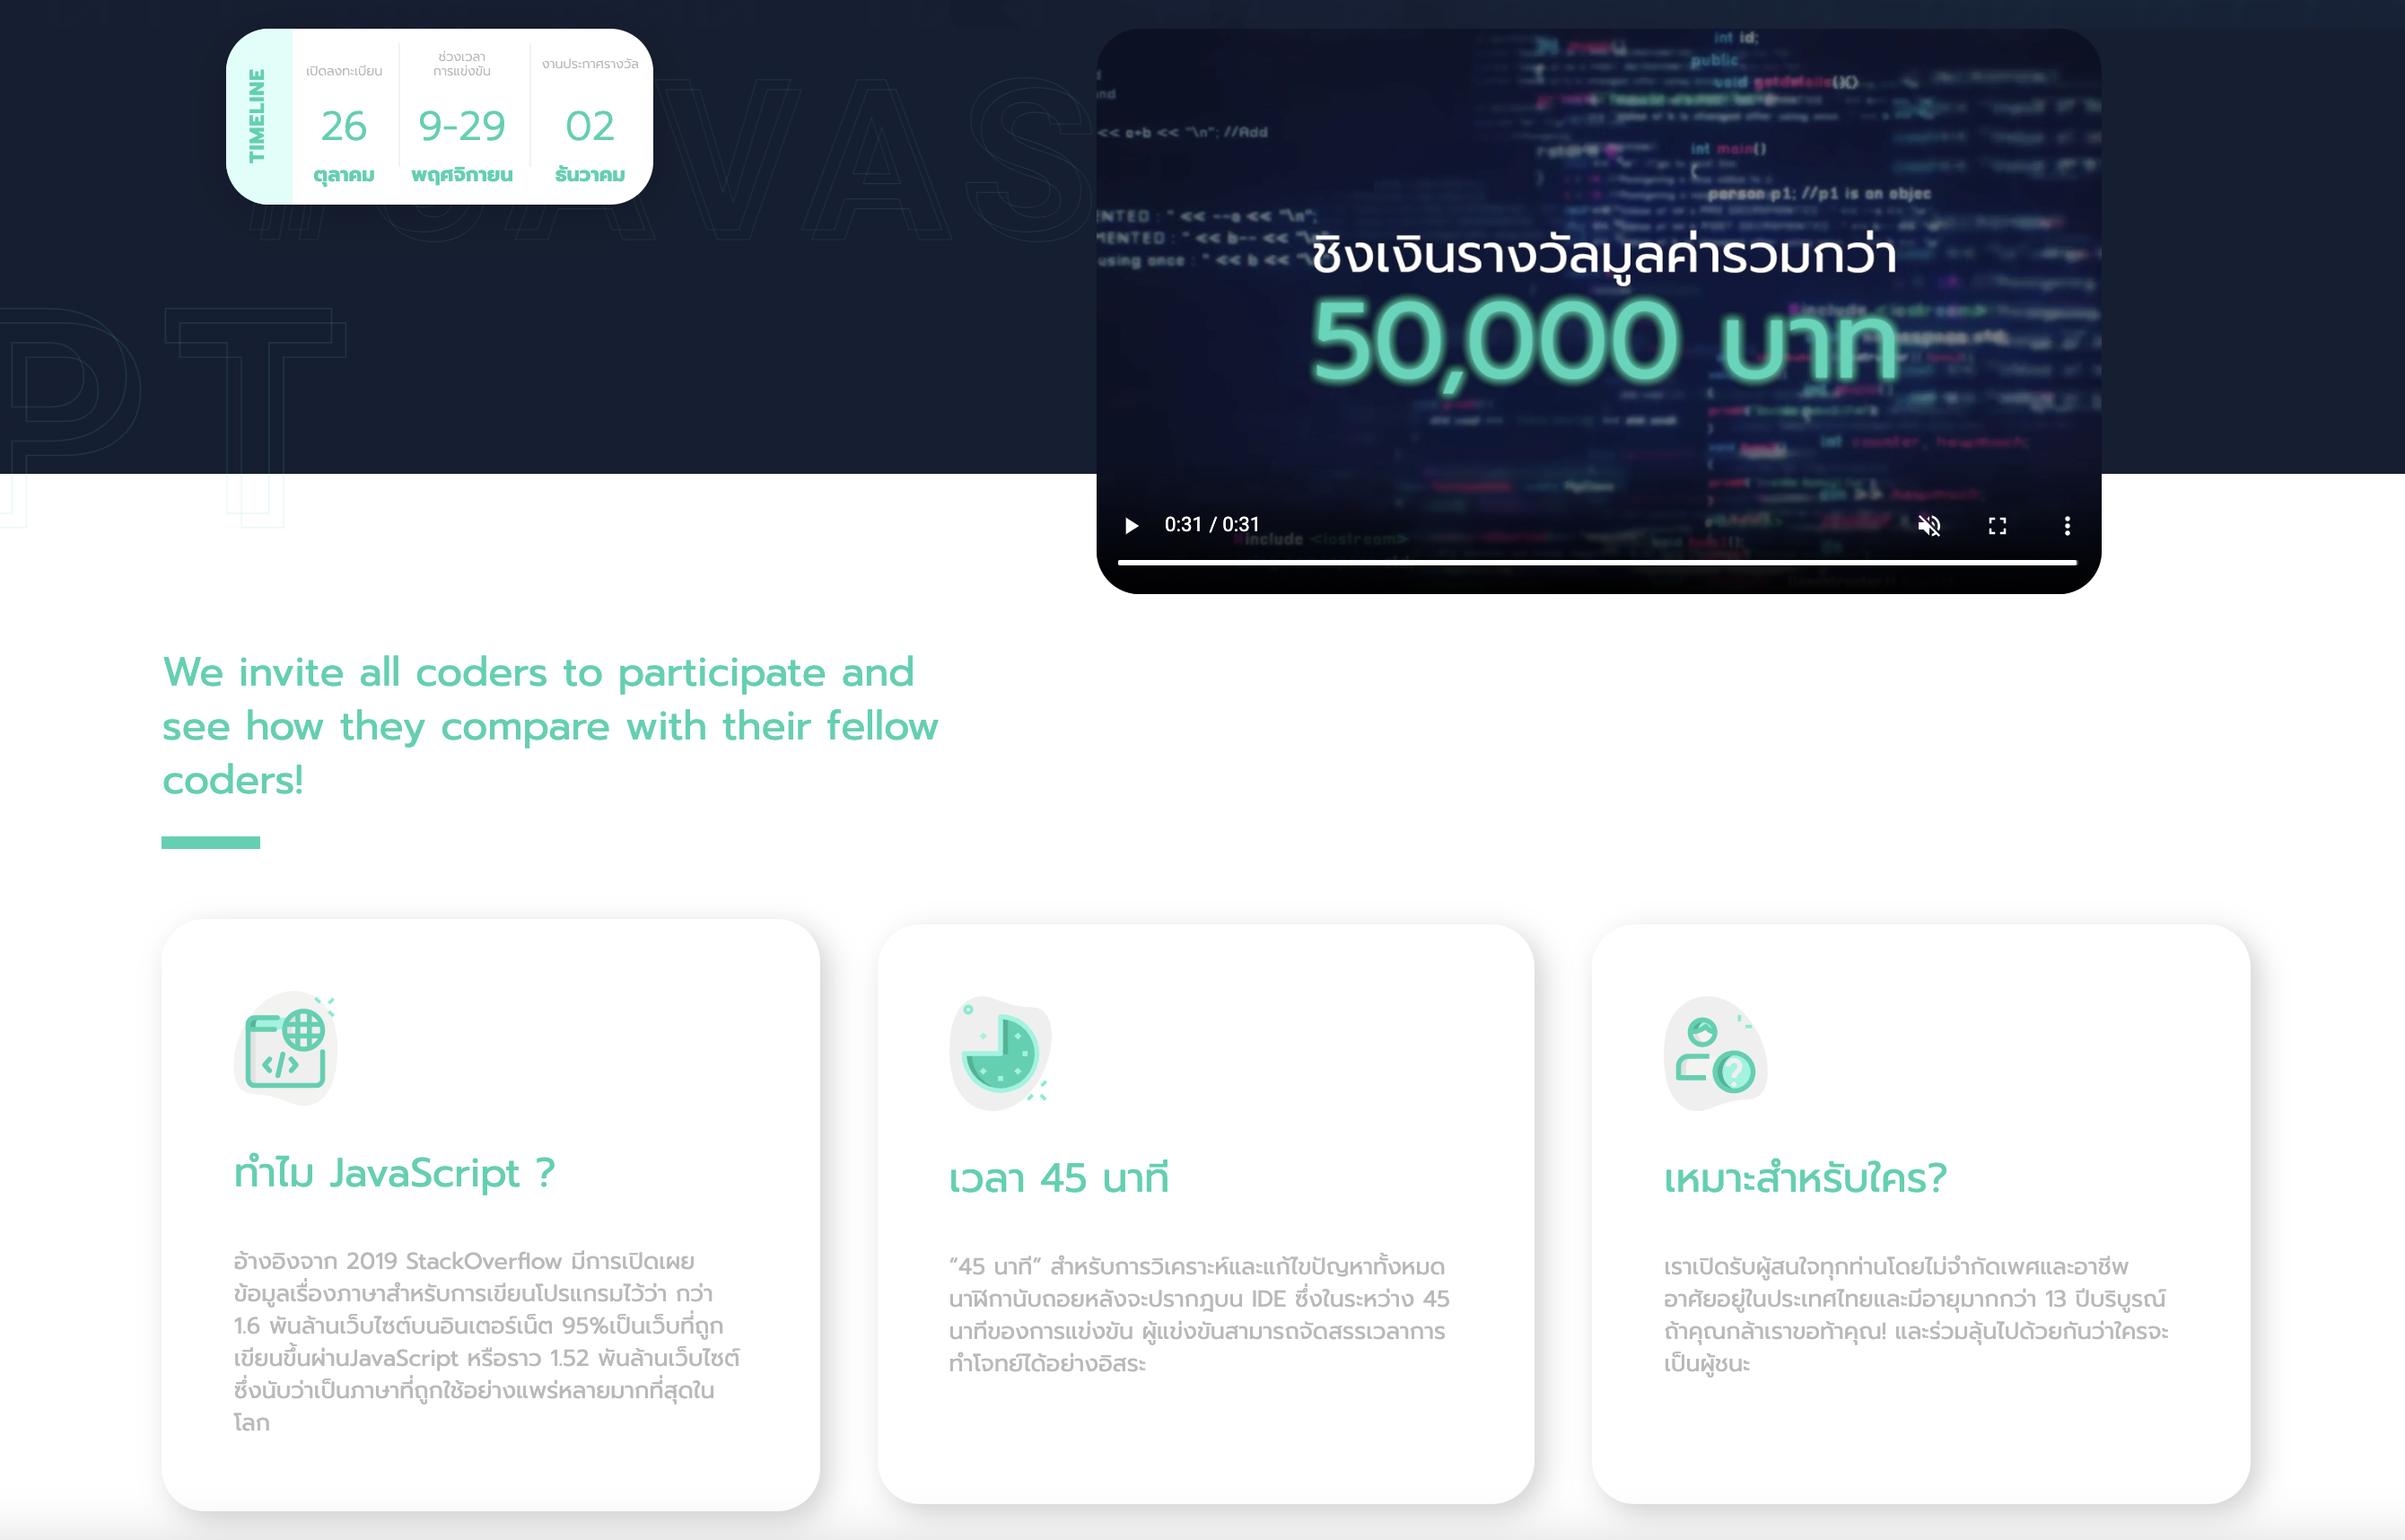 TIMELINE
เปิดลงทะเบียน
26
ตุลาคม
ช่วงเวลา
การแข่งขัน
9-29
พฤศจิกายน
งานประกาศรางวัล
02
ธันวาคม
int id;
public
void getdetails(){}
<< a+b << "\n"; //Add
int main()
{
person p1; //p1 is an objec
ENTED : " << --a << "\n";
MENTED : " << b-- << "\n
using once : " << b << "\
ชิงเงินรางวัลมูลค่ารวมกว่า
50,000 บาท
#include <iostream>
int counter,
0:31 / 0:31
#include <iostream>
PT
We invite all coders to participate and
see how they compare with their fellow
coders!
</>
ทำไม JavaScript ?
อ้างอิงจาก 2019 StackOverflow มีการเปิดเผย
ข้อมูลเรื่องภาษาสำหรับการเขียนโปรแกรมไว้ว่า กว่า
1.6 พันล้านเว็บไซต์บนอินเตอร์เน็ต 95%เป็นเว็บที่ถูก
เขียนขึ้นผ่านJavaScript หรือราว 1.52 พันล้านเว็บไซต์
ซึ่งนับว่าเป็นภาษาที่ถูกใช้อย่างแพร่หลายมากที่สุดใน
โลก
เวลา 45 นาที
“45 นาที” สำหรับการวิเคราะห์และแก้ไขปัญหาทั้งหมด
นาฬิกานับถอยหลังจะปรากฎบน IDE ซึ่งในระหว่าง 45
นาทีของการแข่งขัน ผู้แข่งขันสามารถจัดสรรเวลาการ
ทำโจทย์ได้อย่างอิสระ
?
เหมาะสำหรับใคร?
เราเปิดรับผู้สนใจทุกท่านโดยไม่จำกัดเพศและอาชีพ
อาศัยอยู่ในประเทศไทยและมีอายุมากกว่า 13 ปีบริบูรณ์
ถ้าคุณกล้าเราขอท้าคุณ! และร่วมลุ้นไปด้วยกันว่าใครจะ
เป็นผู้ชนะ